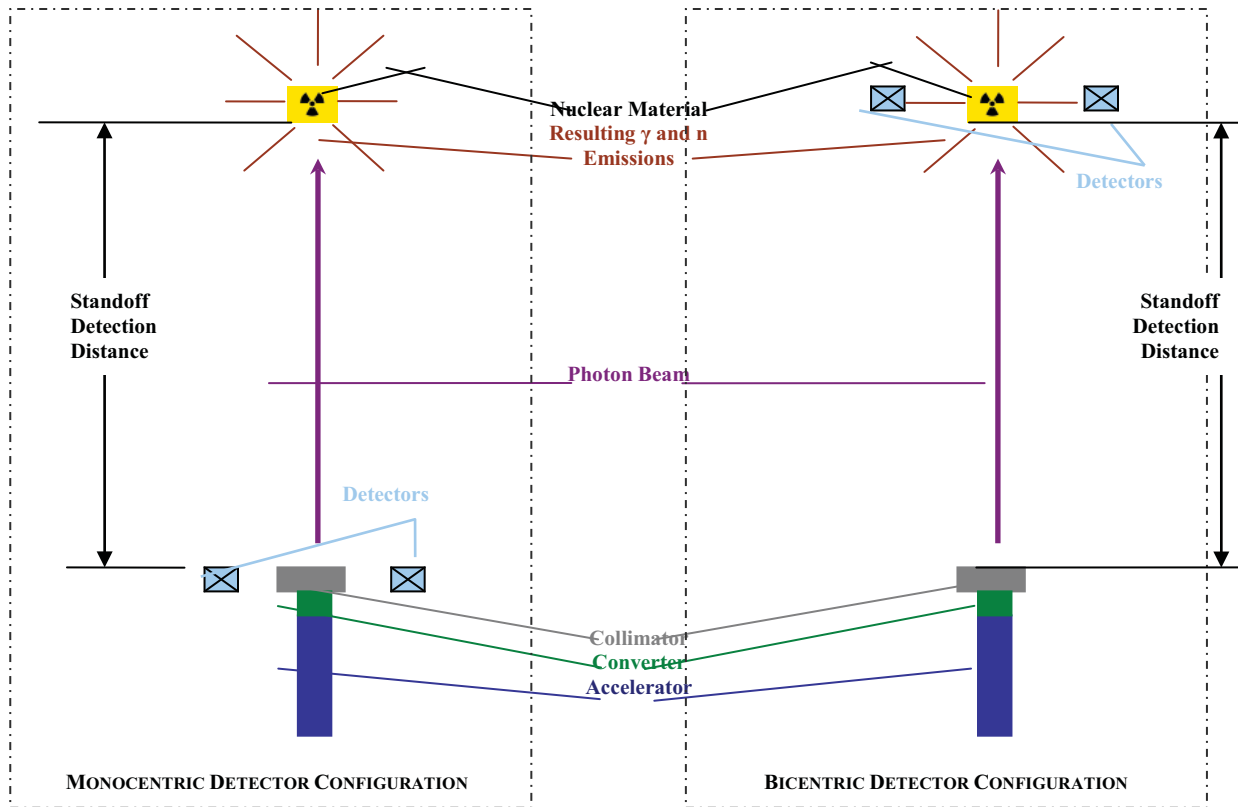 Nuclear Material
Resulting γ and n
Emissions
Detectors
Standoff
Detection
Distance
Standoff
Detection
Distance
Photon Beam
Detectors
Collimator
Converter
Accelerator
MONOCENTRIC DETECTOR CONFIGURATION
BICENTRIC DETECTOR CONFIGURATION